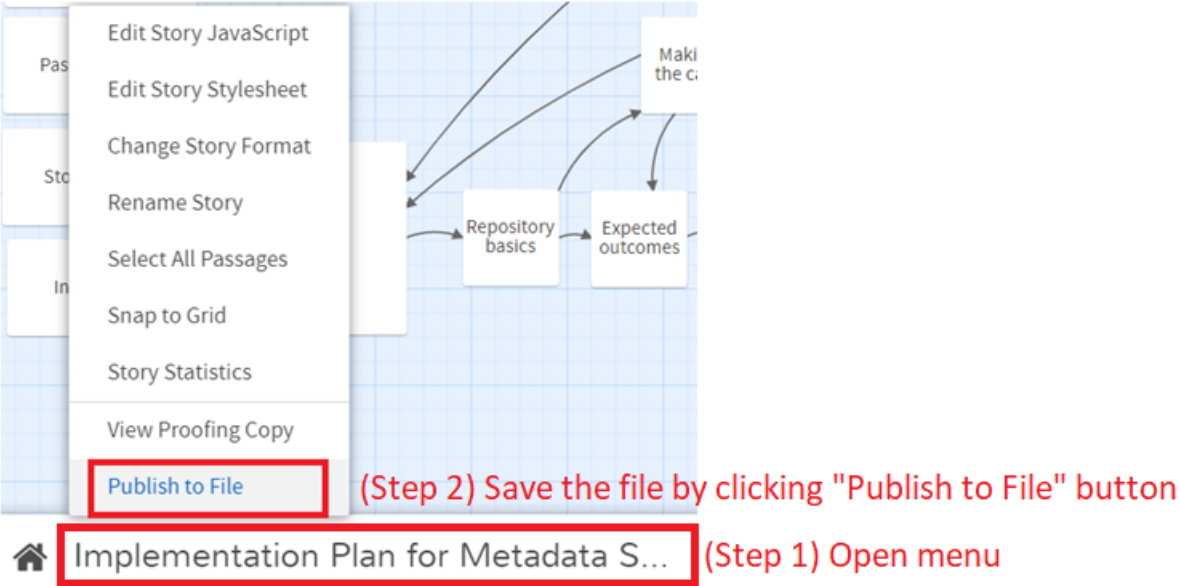 Edit Story JavaScript
Edit Story Stylesheet
Change Story Format
Rename Story
Select All Passages
Snap to Grid
Story Statistics
View Proofing Copy
Publish to File
Repository
basics
Expected
outcomes
the
(Step 2) Save the file by clicking "Publish to File" button
Implementation Plan for Metadata S...
(Step 1) Open menu